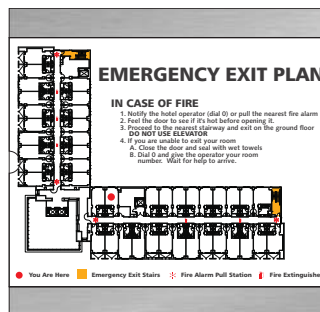 EMERGENCY EXIT PLAN
IN CASE OF FIRE
1. Notify the hotel operator (dial 0) or pull the nearest fire alarm
2. Feel the door to see if it's hot before opening it.
3. Proceed to the nearest stairway and exit on the ground floor
DO NOT USE ELEVATOR
4. If you are unable to exit your room
A. Close the door and seal with wet towels
B. Dial 0 and give the operator your room
number. Wait for help to arrive.
You Are Here Emergency Exit Stairs Fire Alarm Pull Station Fire Extinguishe